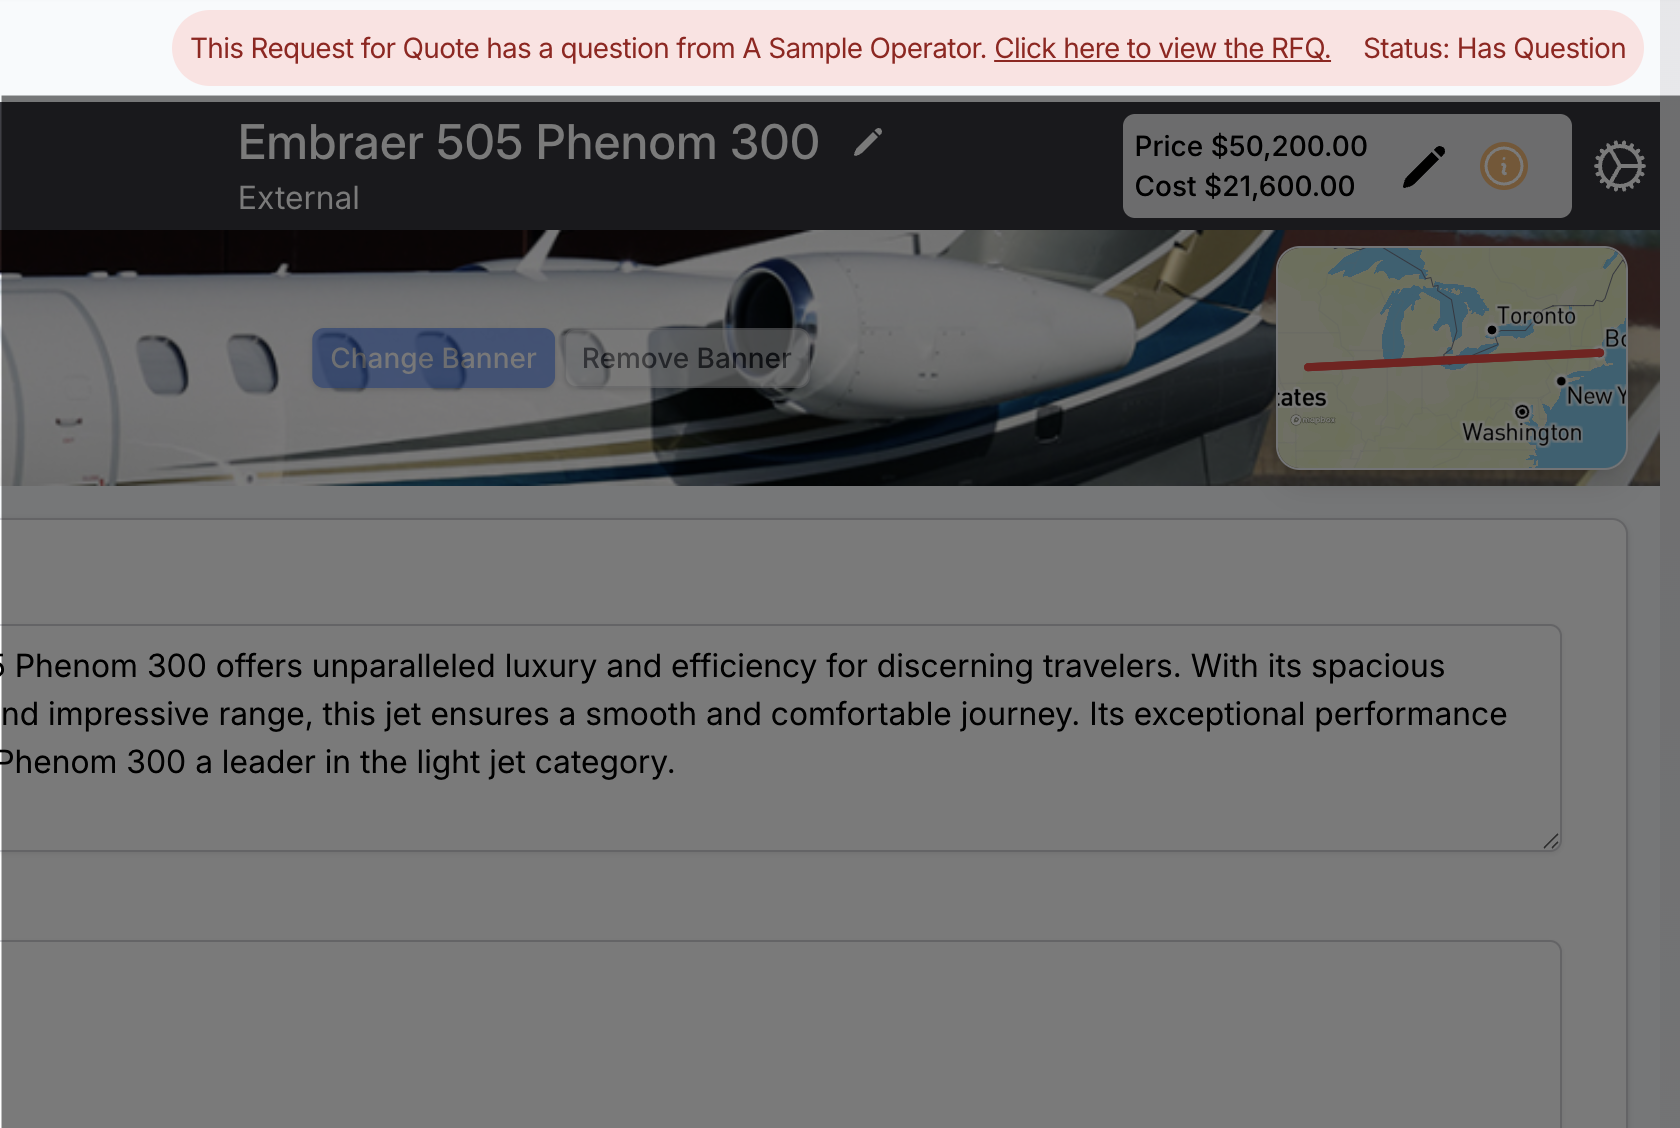 This Request for Quote has a question from A Sample Operator. Click here to view the RFQ. Status: Has Question
Embraer 505 Phenom 300
External
Price $50,200.00
Cost $21,600.00
Change Banner
Remove Banner
Toronto
New Y
Washington
mapbox
Phenom 300 offers unparalleled luxury and efficiency for discerning travelers. With its spacious
nd impressive range, this jet ensures a smooth and comfortable journey. Its exceptional performance
Phenom 300 a leader in the light jet category.